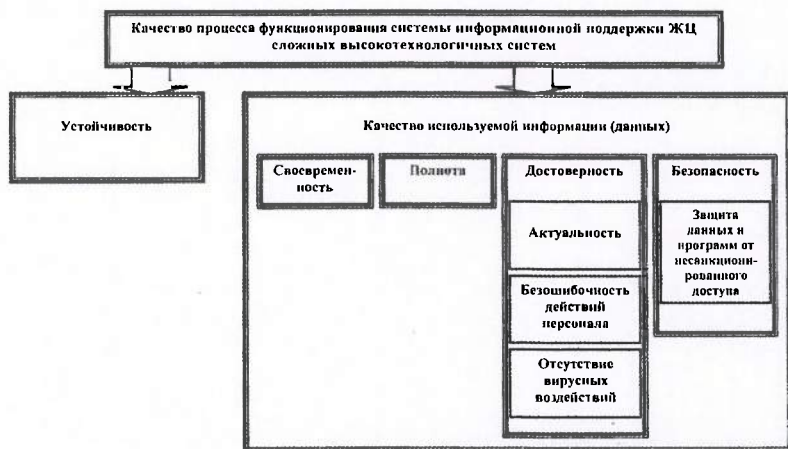 Качество процесса функционирования системы информационной поддержки ЖЦ
сложных высокотехнологичных систем
Устойчивость
Качество используемой информации (данных)
Своевремен-
ность
Полнота
Достоверность
Актуальность
Безошибочность
действий
персонала
Отсутствие
вирусных
воздействий
Безопасность
Защита
данных и
программ от
несанкциони-
рованного
доступа